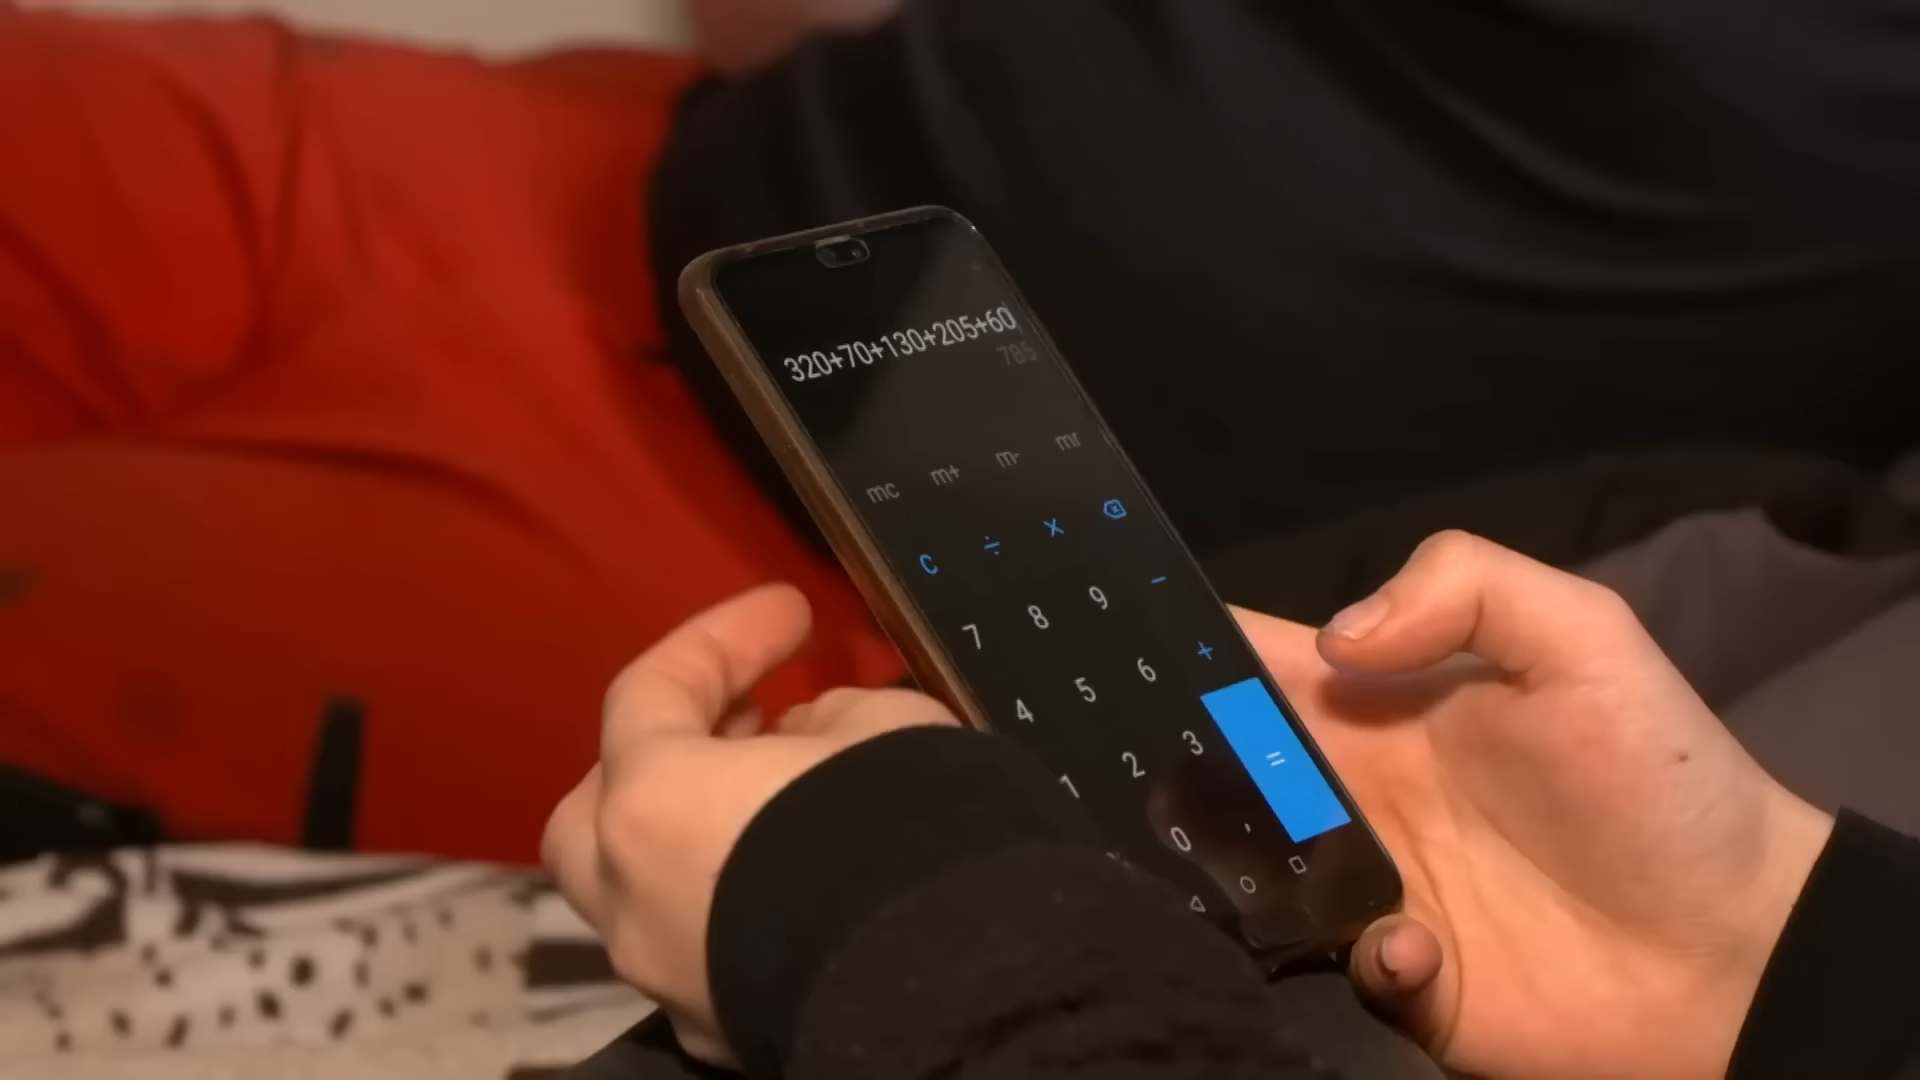 320+70+130+205+60
785
mc m+ m- mr
C ÷ × 
7 8 9 −
4 5 6 +
1 2 3 =
0 ,